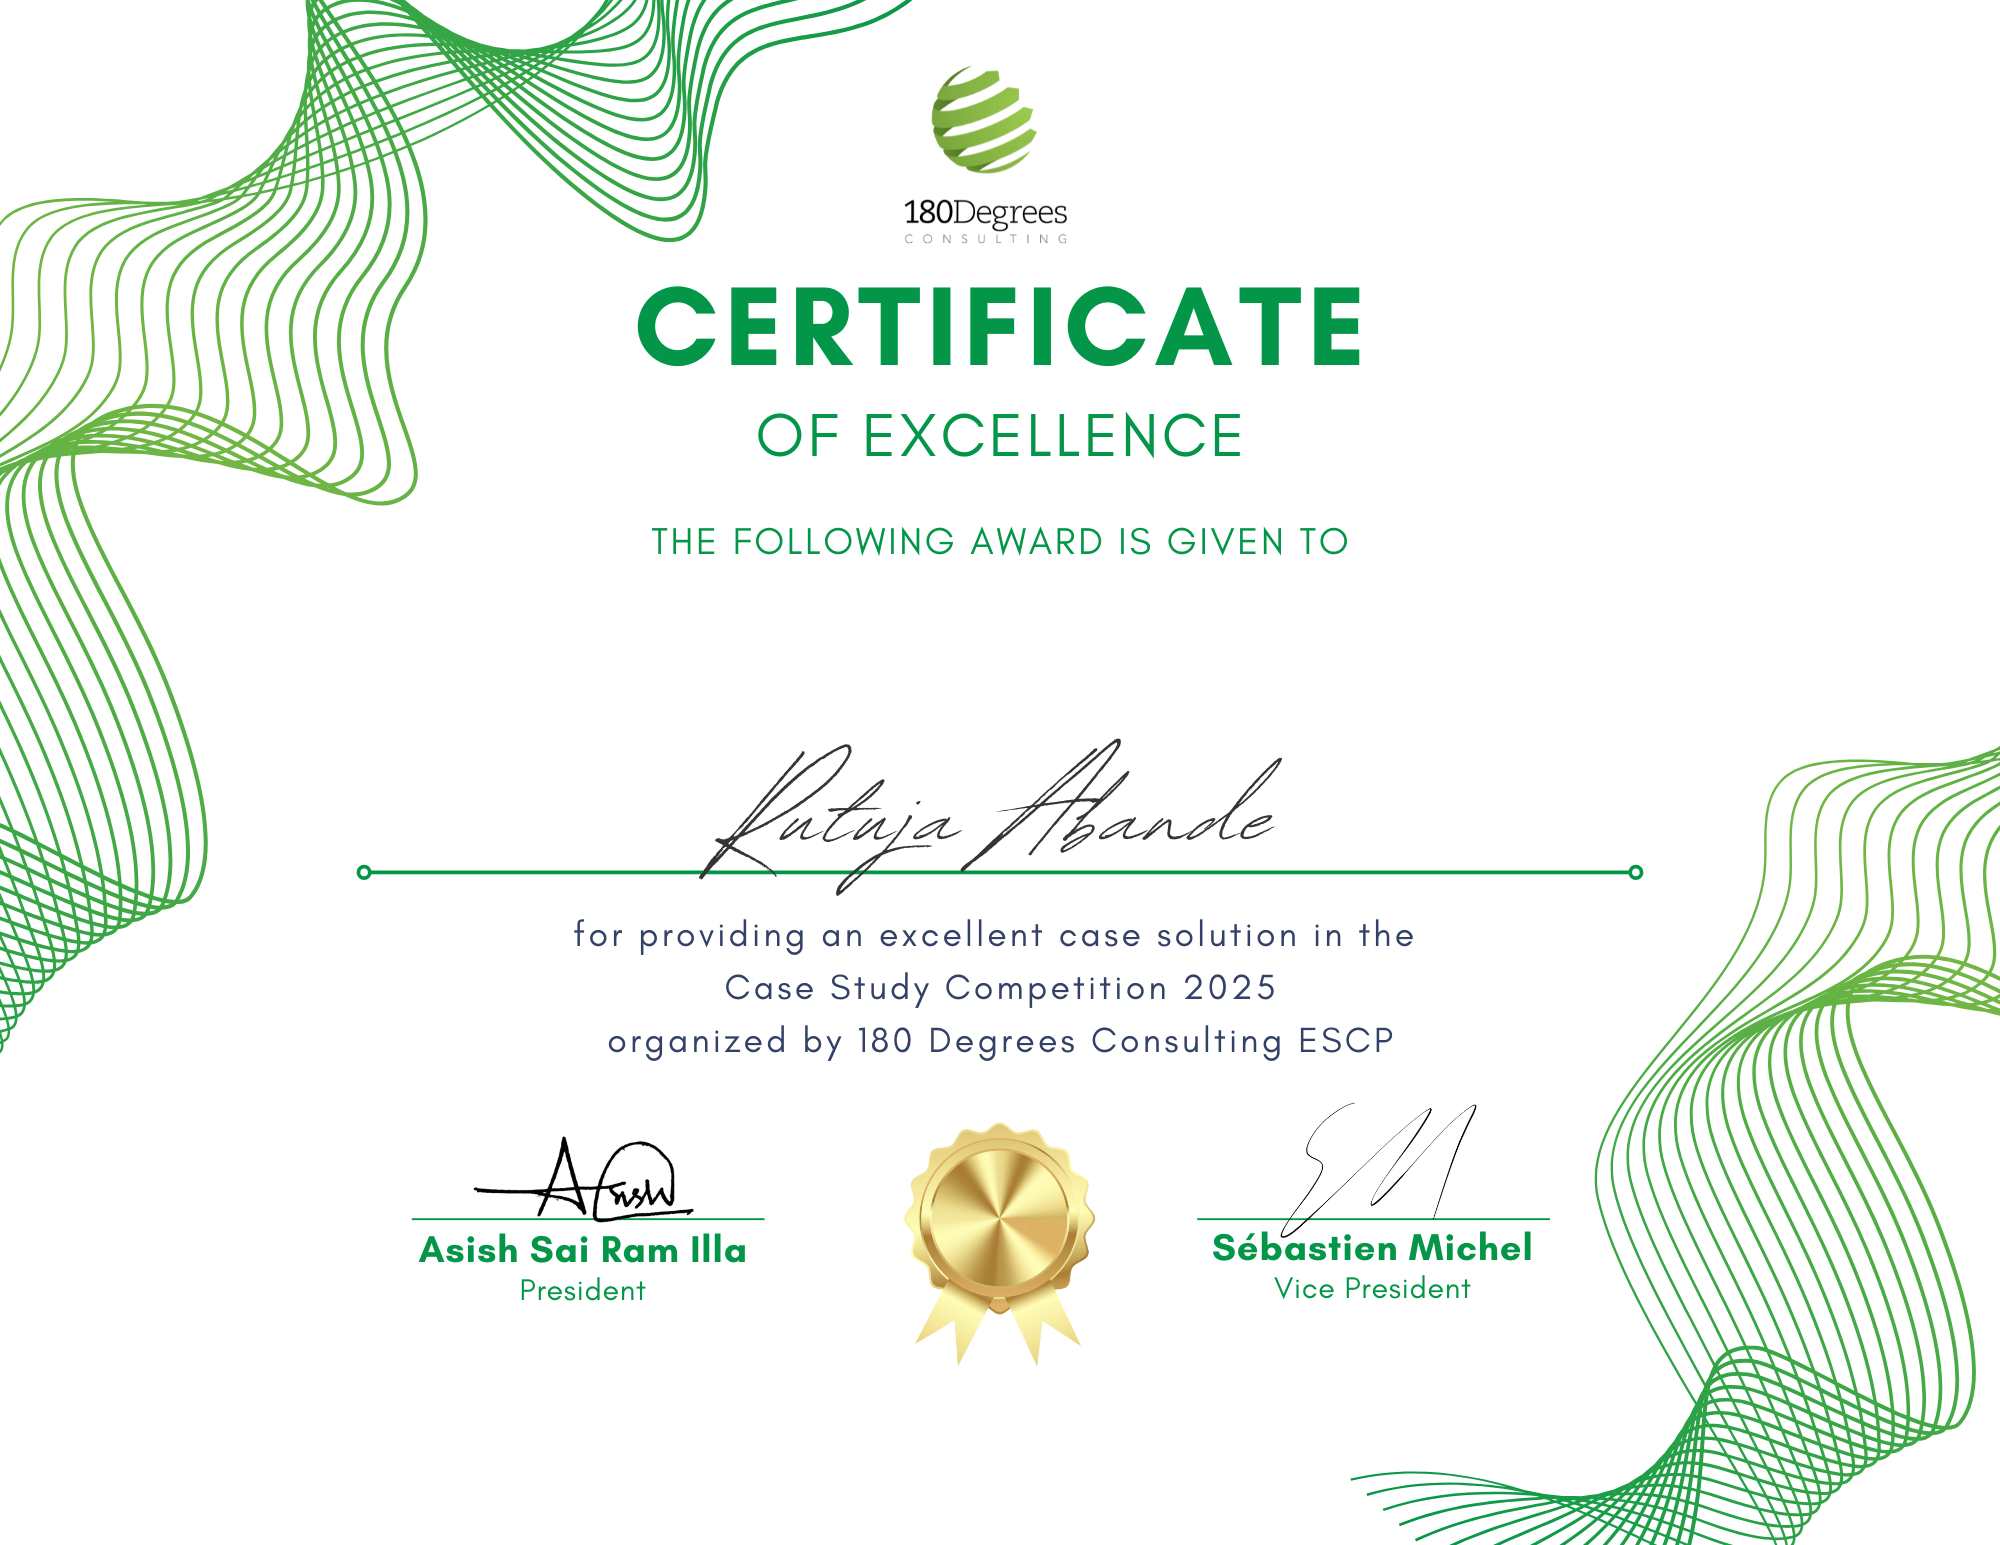 180Degrees
CONSULTING
CERTIFICATE
OF EXCELLENCE
THE FOLLOWING AWARD IS GIVEN TO
Rutuja Abande
for providing an excellent case solution in the
Case Study Competition 2025
organized by 180 Degrees Consulting ESCP
Asish
Asish Sai Ram Illa
President
Sébastien Michel
Vice President